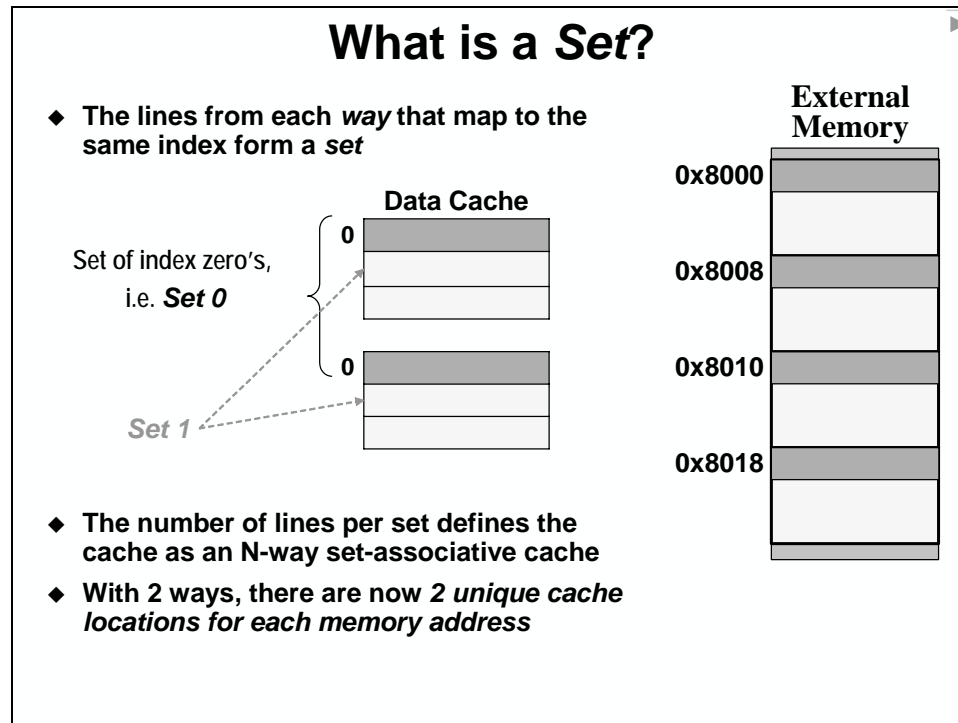 What is a Set?
◆ The lines from each way that map to the
same index form a set
External
Memory
0x8000
Data Cache
0
Set of index zero's,
i.e. Set 0
0x8008
0
0x8010
Set 1
0x8018
◆ The number of lines per set defines the
cache as an N-way set-associative cache
◆ With 2 ways, there are now 2 unique cache
locations for each memory address